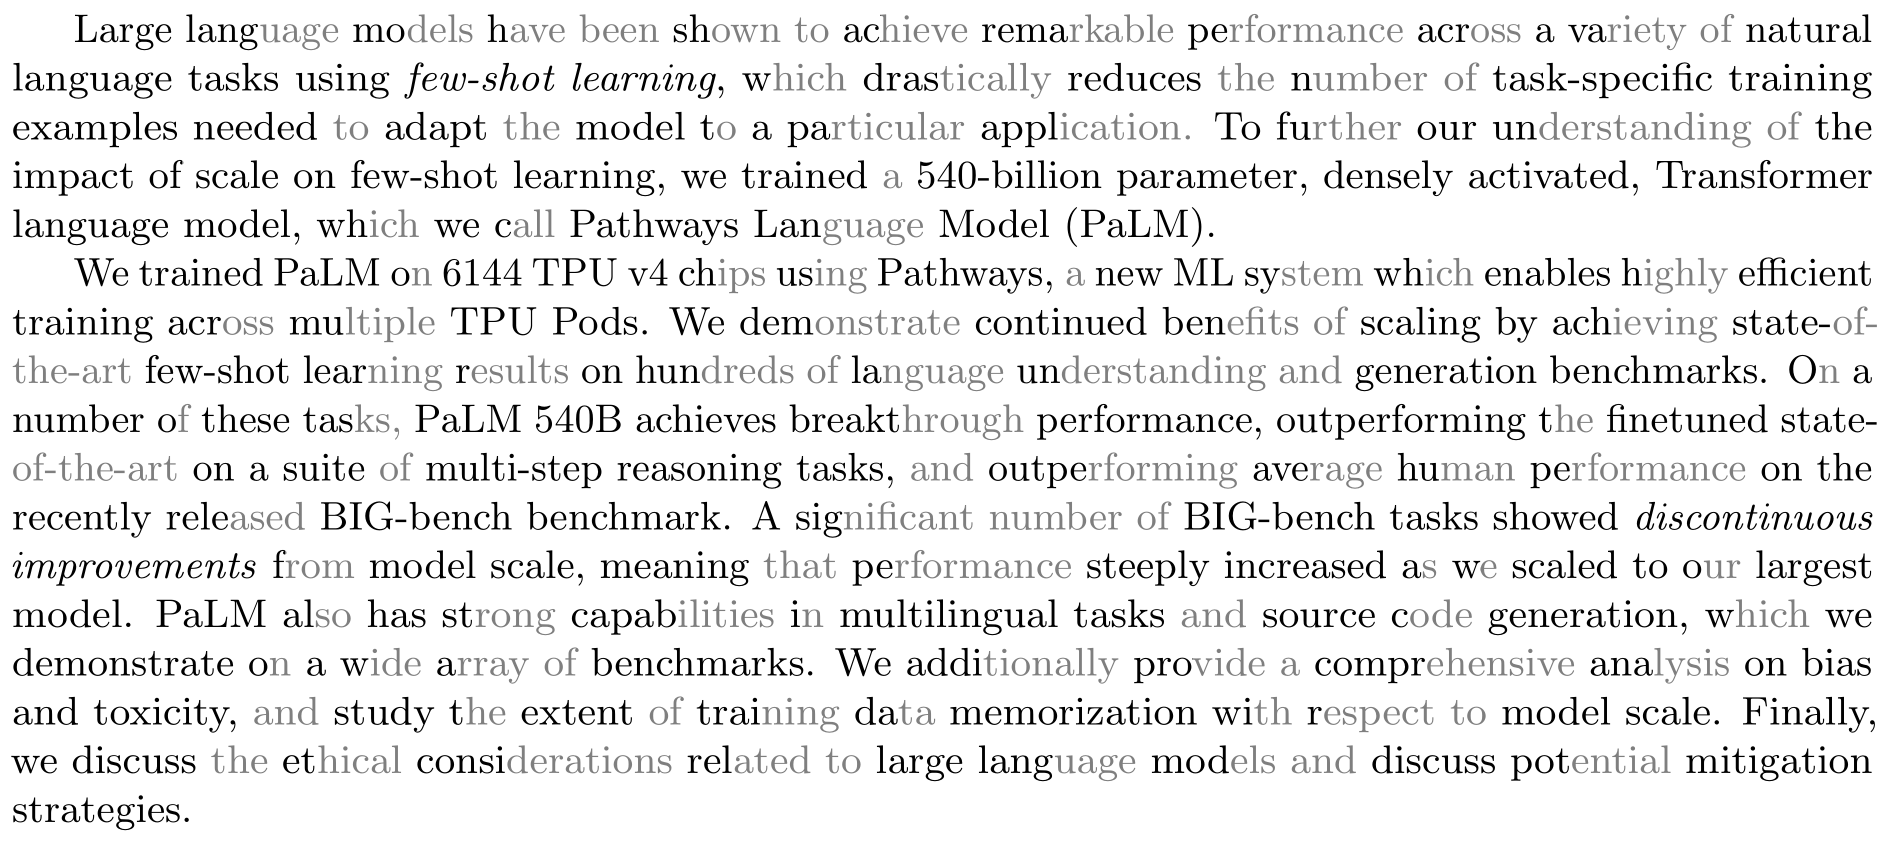 Large language models have been shown to achieve remarkable performance across a variety of natural
language tasks using few-shot learning, which drastically reduces the number of task-specific training
examples needed to adapt the model to a particular application. To further our understanding of the
impact of scale on few-shot learning, we trained a 540-billion parameter, densely activated, Transformer
language model, which we call Pathways Language Model (PaLM).
We trained PaLM on 6144 TPU v4 chips using Pathways, a new ML system which enables highly efficient
training across multiple TPU Pods. We demonstrate continued benefits of scaling by achieving state-of-
the-art few-shot learning results on hundreds of language understanding and generation benchmarks. On a
number of these tasks, PaLM 540B achieves breakthrough performance, outperforming the finetuned state-
of-the-art on a suite of multi-step reasoning tasks, and outperforming average human performance on the
recently released BIG-bench benchmark. A significant number of BIG-bench tasks showed discontinuous
improvements from model scale, meaning that performance steeply increased as we scaled to our largest
model. PaLM also has strong capabilities in multilingual tasks and source code generation, which we
demonstrate on a wide array of benchmarks. We additionally provide a comprehensive analysis on bias
and toxicity, and study the extent of training data memorization with respect to model scale. Finally,
we discuss the ethical considerations related to large language models and discuss potential mitigation
strategies.